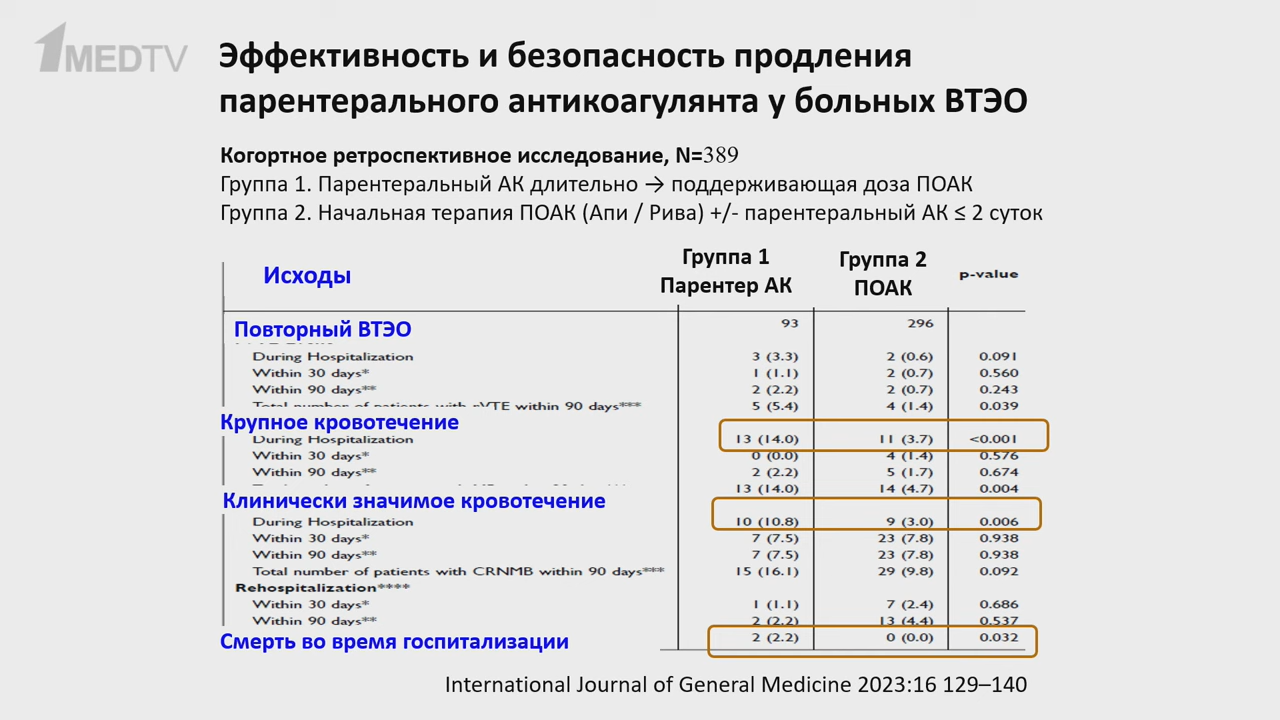 1MEDTV
Эффективность и безопасность продления
парентерального антикоагулянта у больных ВТЭО
Когортное ретроспективное исследование, N=389
Группа 1. Парентеральный АК длительно → поддерживающая доза ПОАК
Группа 2. Начальная терапия ПОАК (Апи / Рива) +/- парентеральный АК ≤ 2 суток
Исходы Группа 1 Парентер АК Группа 2 ПОАК p-value
Повторный ВТЭО 93 296
During Hospitalization 3 (3.3) 2 (0.6) 0.091
Within 30 days* 1 (1.1) 2 (0.7) 0.560
Within 90 days** 2 (2.2) 2 (0.7) 0.243
Total number of patients with rVTE within 90 days*** 5 (5.4) 4 (1.4) 0.039
Крупное кровотечение
During Hospitalization 13 (14.0) 11 (3.7) <0.001
Within 30 days* 0 (0.0) 4 (1.4) 0.576
Within 90 days** 2 (2.2) 5 (1.7) 0.674
13 (14.0) 14 (4.7) 0.004
Клинически значимое кровотечение
During Hospitalization 10 (10.8) 9 (3.0) 0.006
Within 30 days* 7 (7.5) 23 (7.8) 0.938
Within 90 days** 7 (7.5) 23 (7.8) 0.938
Total number of patients with CRNMB within 90 days*** 15 (16.1) 29 (9.8) 0.092
Rehospitalization****
Within 30 days* 1 (1.1) 7 (2.4) 0.686
Within 90 days** 2 (2.2) 13 (4.4) 0.537
Смерть во время госпитализации 2 (2.2) 0 (0.0) 0.032
International Journal of General Medicine 2023:16 129–140